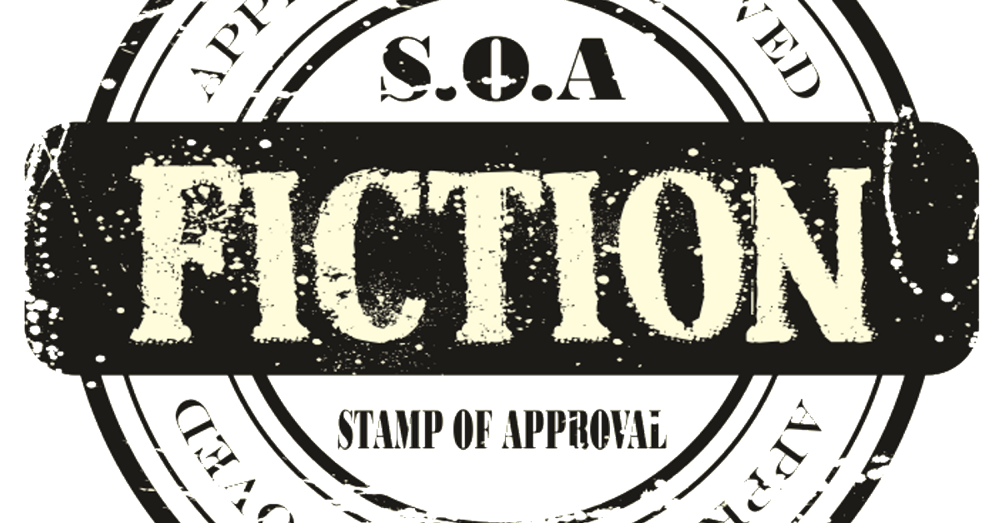 S.O.A
FICTION
STAMP OF APPROVAL